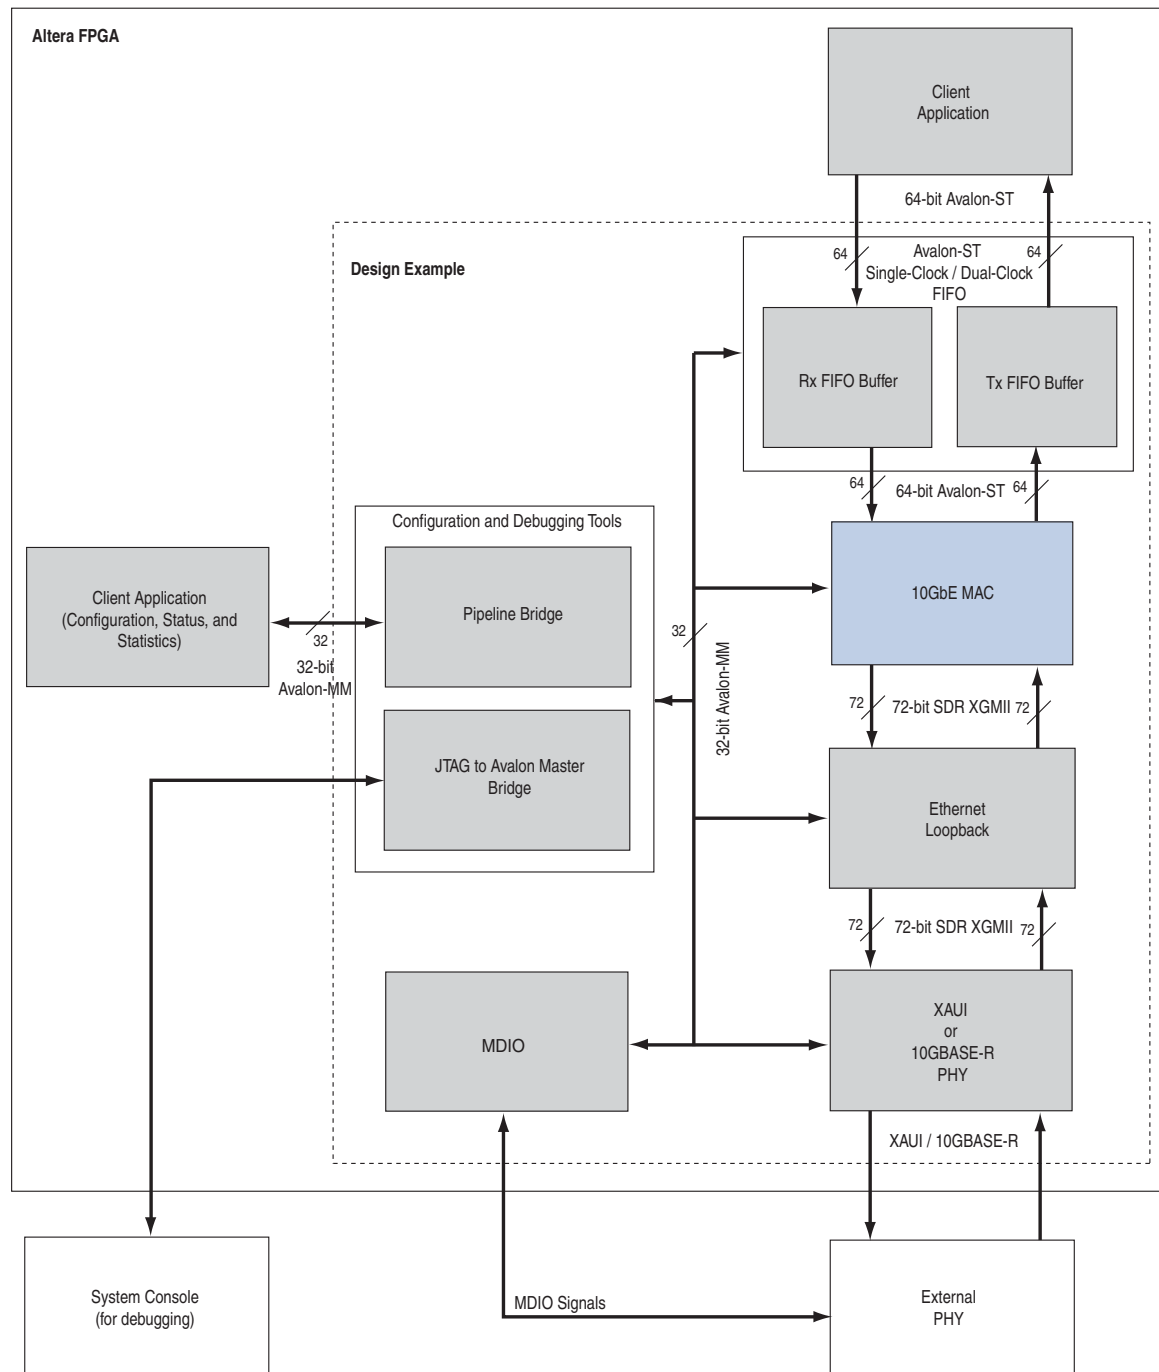 Altera FPGA
Client
Application
64-bit Avalon-ST
64
64
Avalon-ST
Single-Clock / Dual-Clock
FIFO
Design Example
Rx FIFO Buffer
Tx FIFO Buffer
64
64-bit Avalon-ST
64
Configuration and Debugging Tools
Client Application
(Configuration, Status, and
Statistics)
32
32-bit
Avalon-MM
Pipeline Bridge
32
32-bit Avalon-MM
10GbE MAC
72
72-bit SDR XGMII
72
JTAG to Avalon Master
Bridge
Ethernet
Loopback
72
72-bit SDR XGMII
72
MDIO
XAUI
or
10GBASE-R
PHY
XAUI / 10GBASE-R
System Console
(for debugging)
MDIO Signals
External
PHY